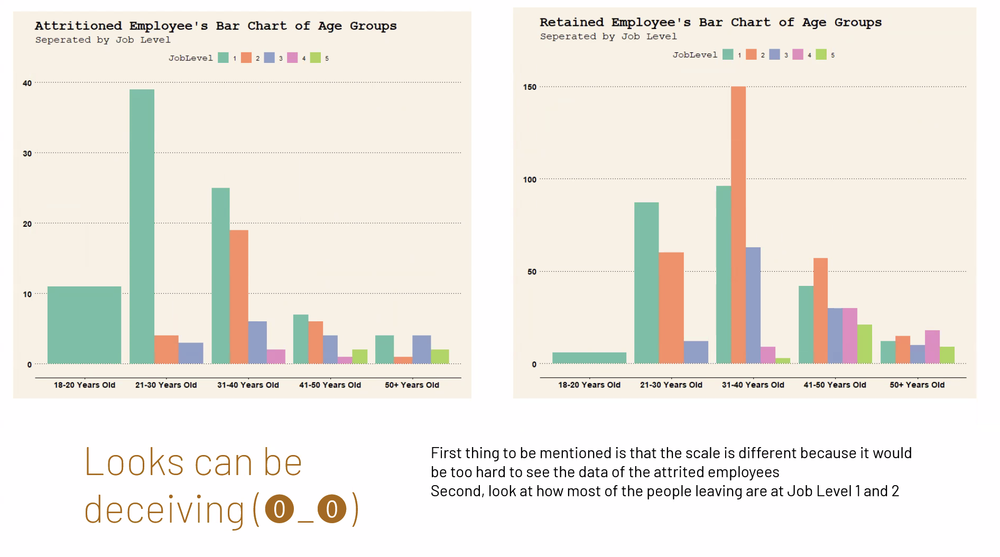 Attritioned Employee's Bar Chart of Age Groups
Seperated by Job Level
JobLevel 1 2 3 4 5
40
30
20
10
0
18-20 Years Old 21-30 Years Old 31-40 Years Old 41-50 Years Old 50+ Years Old
Retained Employee's Bar Chart of Age Groups
Seperated by Job Level
JobLevel 1 2 3 4 5
150
100
50
0
18-20 Years Old 21-30 Years Old 31-40 Years Old 41-50 Years Old 50+ Years Old
Looks can be
deceiving (⓿_⓿)
First thing to be mentioned is that the scale is different because it would
be too hard to see the data of the attrited employees
Second, look at how most of the people leaving are at Job Level 1 and 2